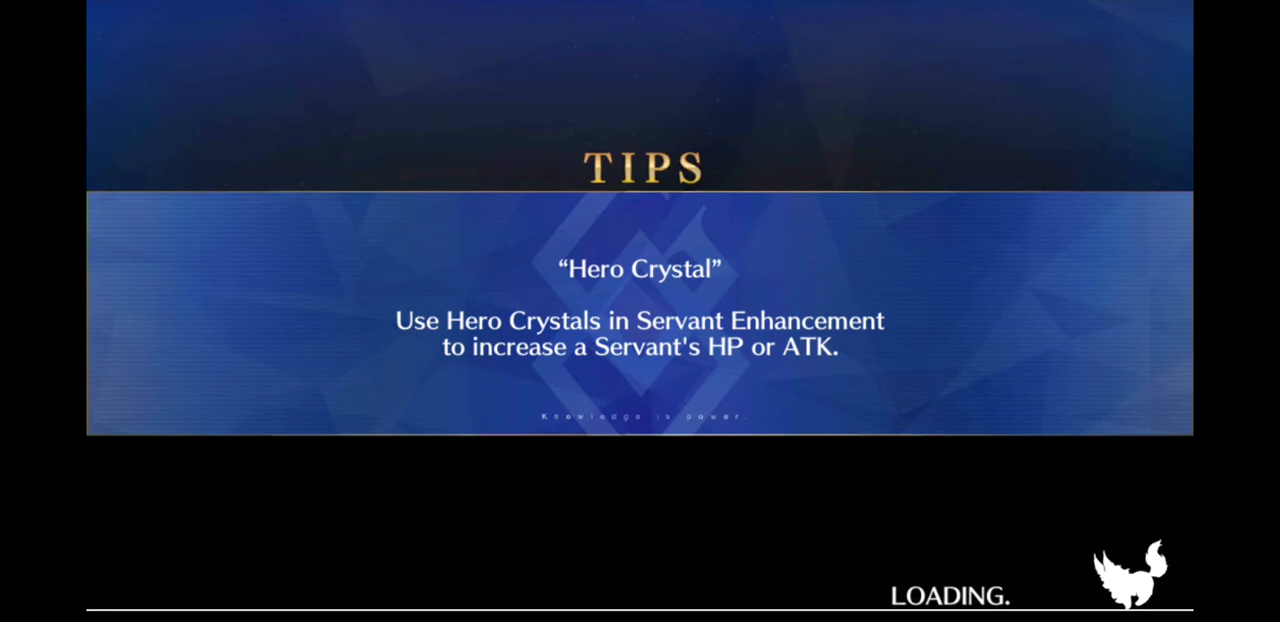 TIPS
“Hero Crystal”
Use Hero Crystals in Servant Enhancement
to increase a Servant's HP or ATK.
Knowledge is power.
LOADING.